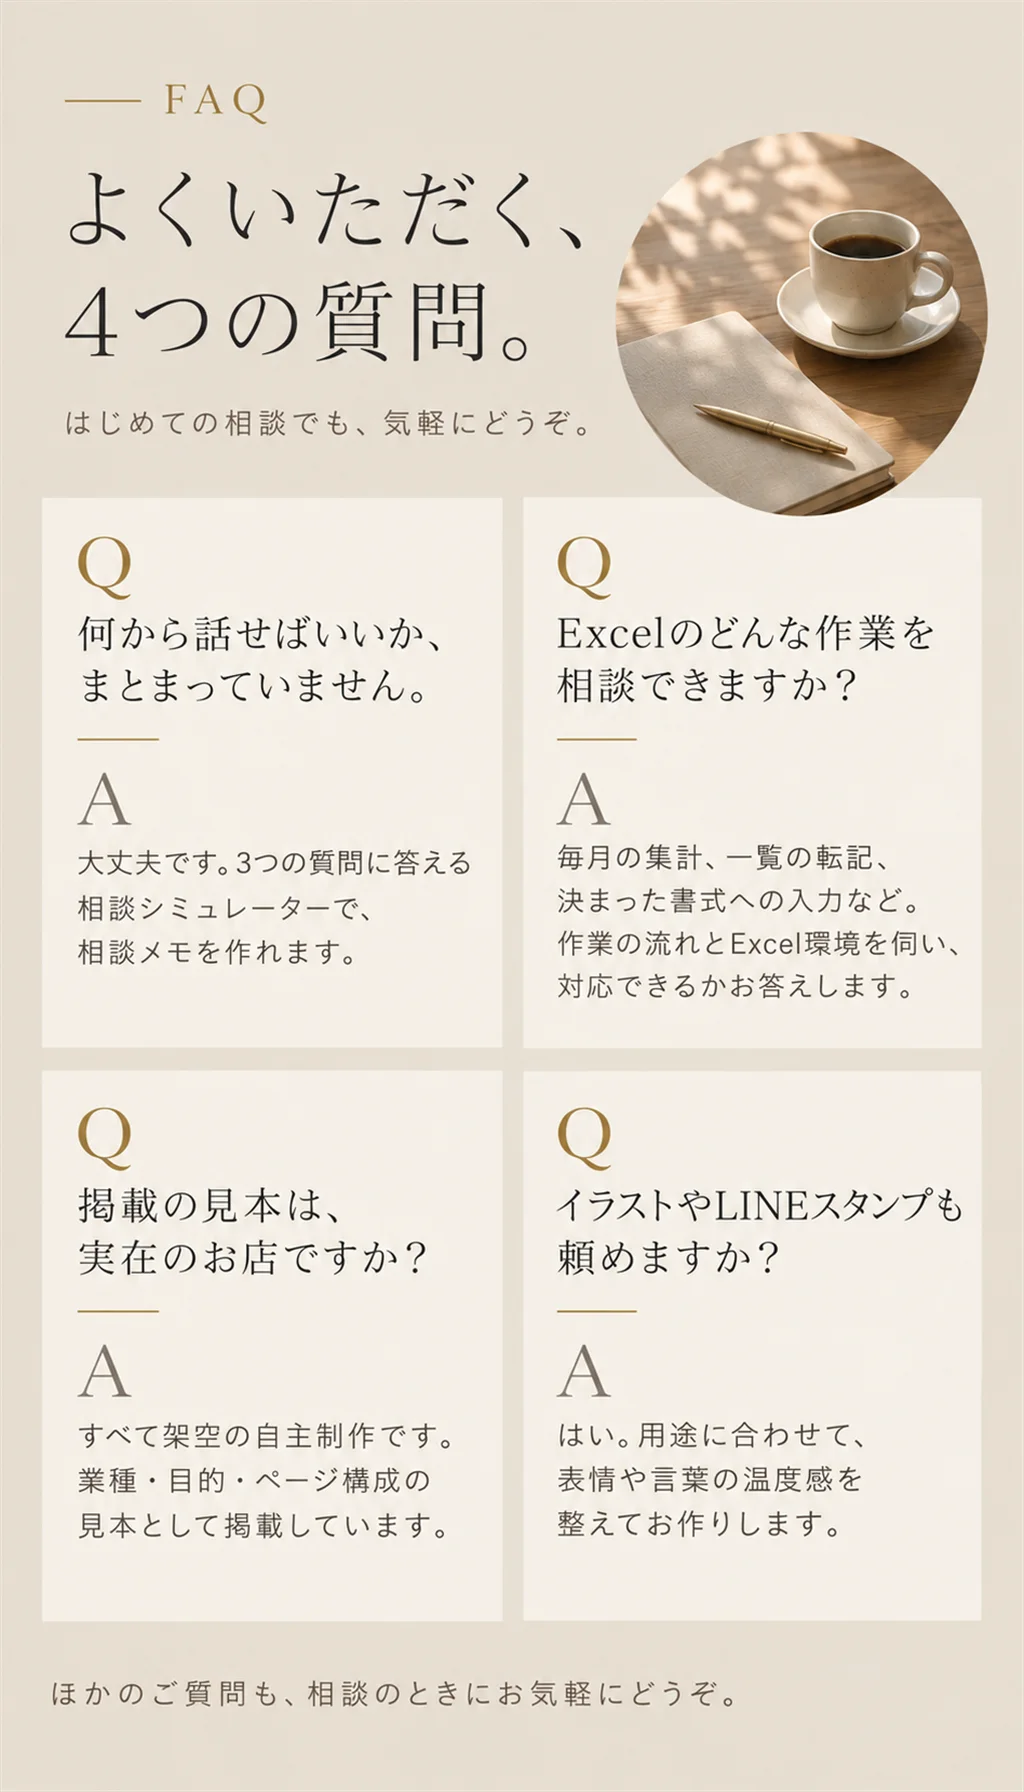 FAQ
よくいただく、
4つの質問。
はじめての相談でも、気軽にどうぞ。
Q
何から話せばいいか、
まとまっていません。
A
大丈夫です。3つの質問に答える
相談シミュレーターで、
相談メモを作れます。
Q
Excelのどんな作業を
相談できますか？
A
毎月の集計、一覧の転記、
決まった書式への入力など。
作業の流れとExcel環境を伺い、
対応できるかお答えします。
Q
掲載の見本は、
実在のお店ですか？
A
すべて架空の自主制作です。
業種・目的・ページ構成の
見本として掲載しています。
Q
イラストやLINEスタンプも
頼めますか？
A
はい。用途に合わせて、
表情や言葉の温度感を
整えてお作りします。
ほかのご質問も、相談のときにお気軽にどうぞ。